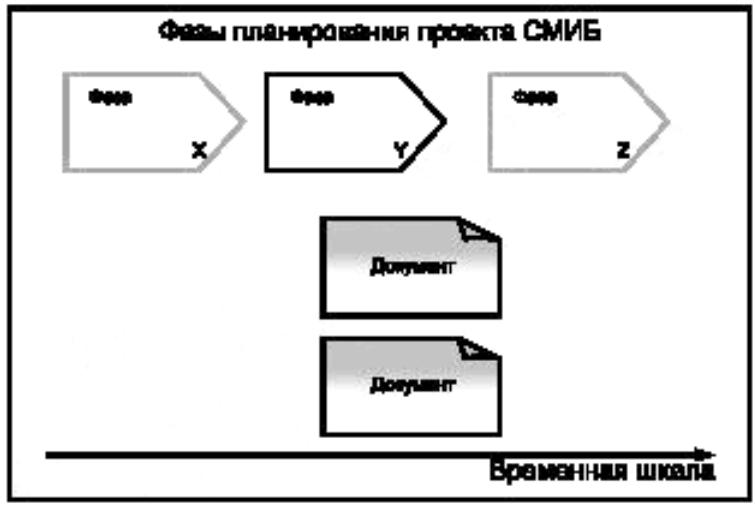 Фазы планирования проекта СМИБ
Фаза Фаза Фаза
X Y Z
Документ
Документ
Временная шкала